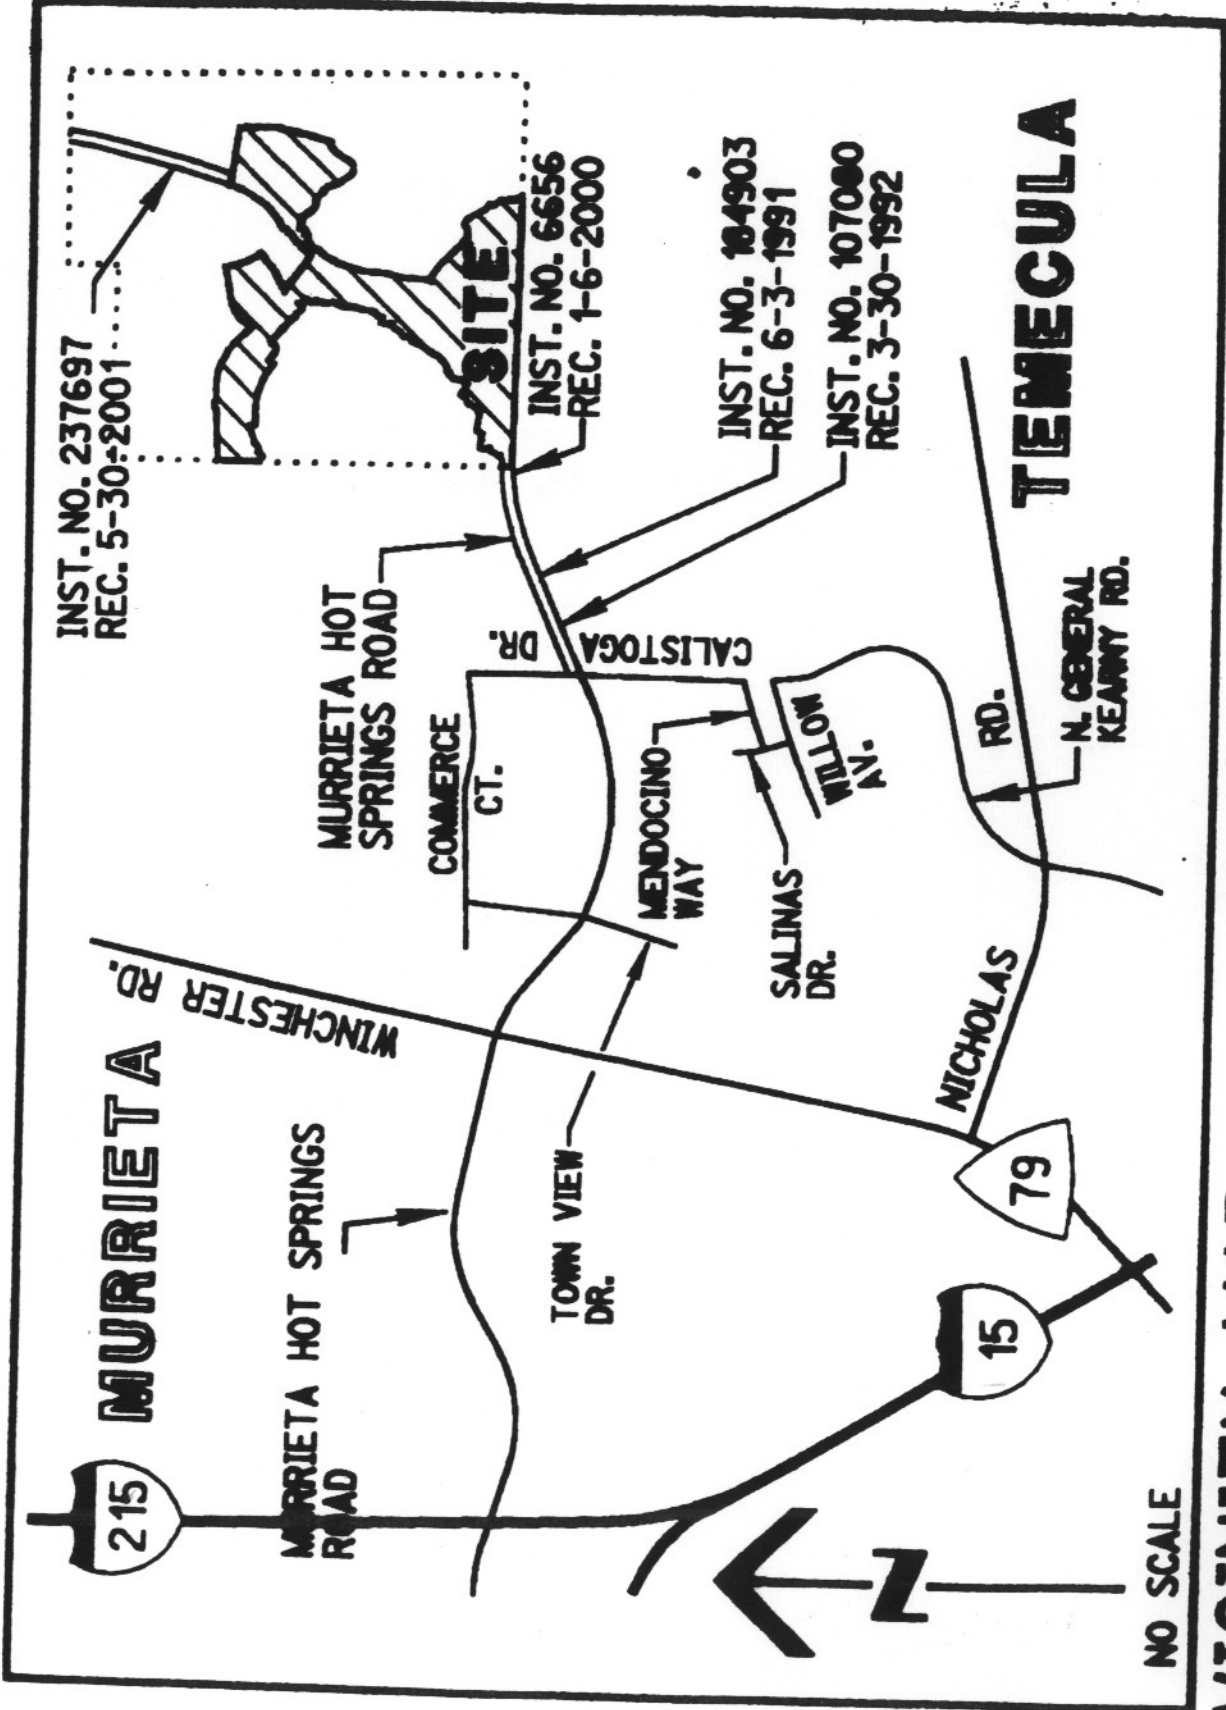 215
MURRIETA
MURRIETA HOT SPRINGS
ROAD
WINCHESTER RD.
INST. NO. 237697
REC. 5-30-2001
MURRIETA HOT
SPRINGS ROAD
COMMERCE
CT.
CALISTOGA DR.
SITE
INST. NO. 6656
REC. 1-6-2000
TOWN VIEW
DR.
MENDOCINO
WAY
SALINAS
DR.
WILLOW
AV.
INST. NO. 184903
REC. 6-3-1991
INST. NO. 107080
REC. 3-30-1992
NICHOLAS RD.
N. GENERAL
KEARNY RD.
TEMECULA
15
79
N
NO SCALE
VICINITY MAP